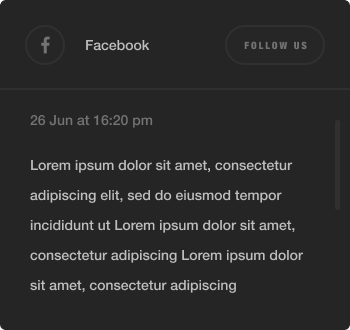 Facebook
FOLLOW US
26 Jun at 16:20 pm
Lorem ipsum dolor sit amet, consectetur
adipiscing elit, sed do eiusmod tempor
incididunt ut Lorem ipsum dolor sit amet,
consectetur adipiscing Lorem ipsum dolor
sit amet, consectetur adipiscing